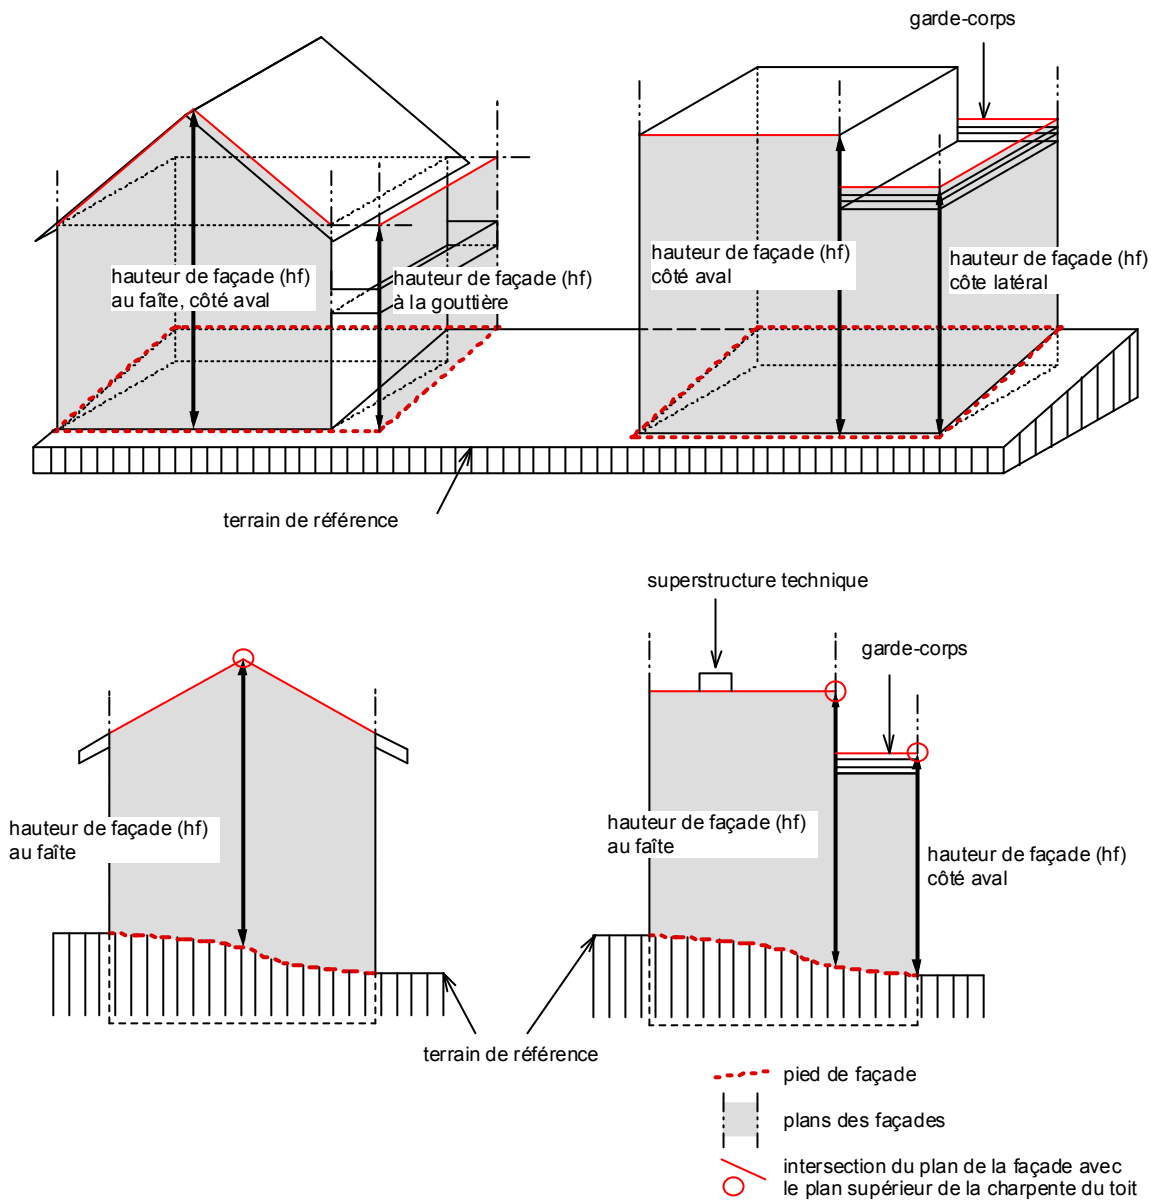 garde-corps
hauteur de façade (hf)
au faîte, côté aval
hauteur de façade (hf)
à la gouttière
hauteur de façade (hf)
côté aval
hauteur de façade (hf)
côte latéral
terrain de référence
superstructure technique
garde-corps
hauteur de façade (hf)
au faîte
hauteur de façade (hf)
au faîte
hauteur de façade (hf)
côté aval
terrain de référence
pied de façade
plans des façades
intersection du plan de la façade avec
le plan supérieur de la charpente du toit